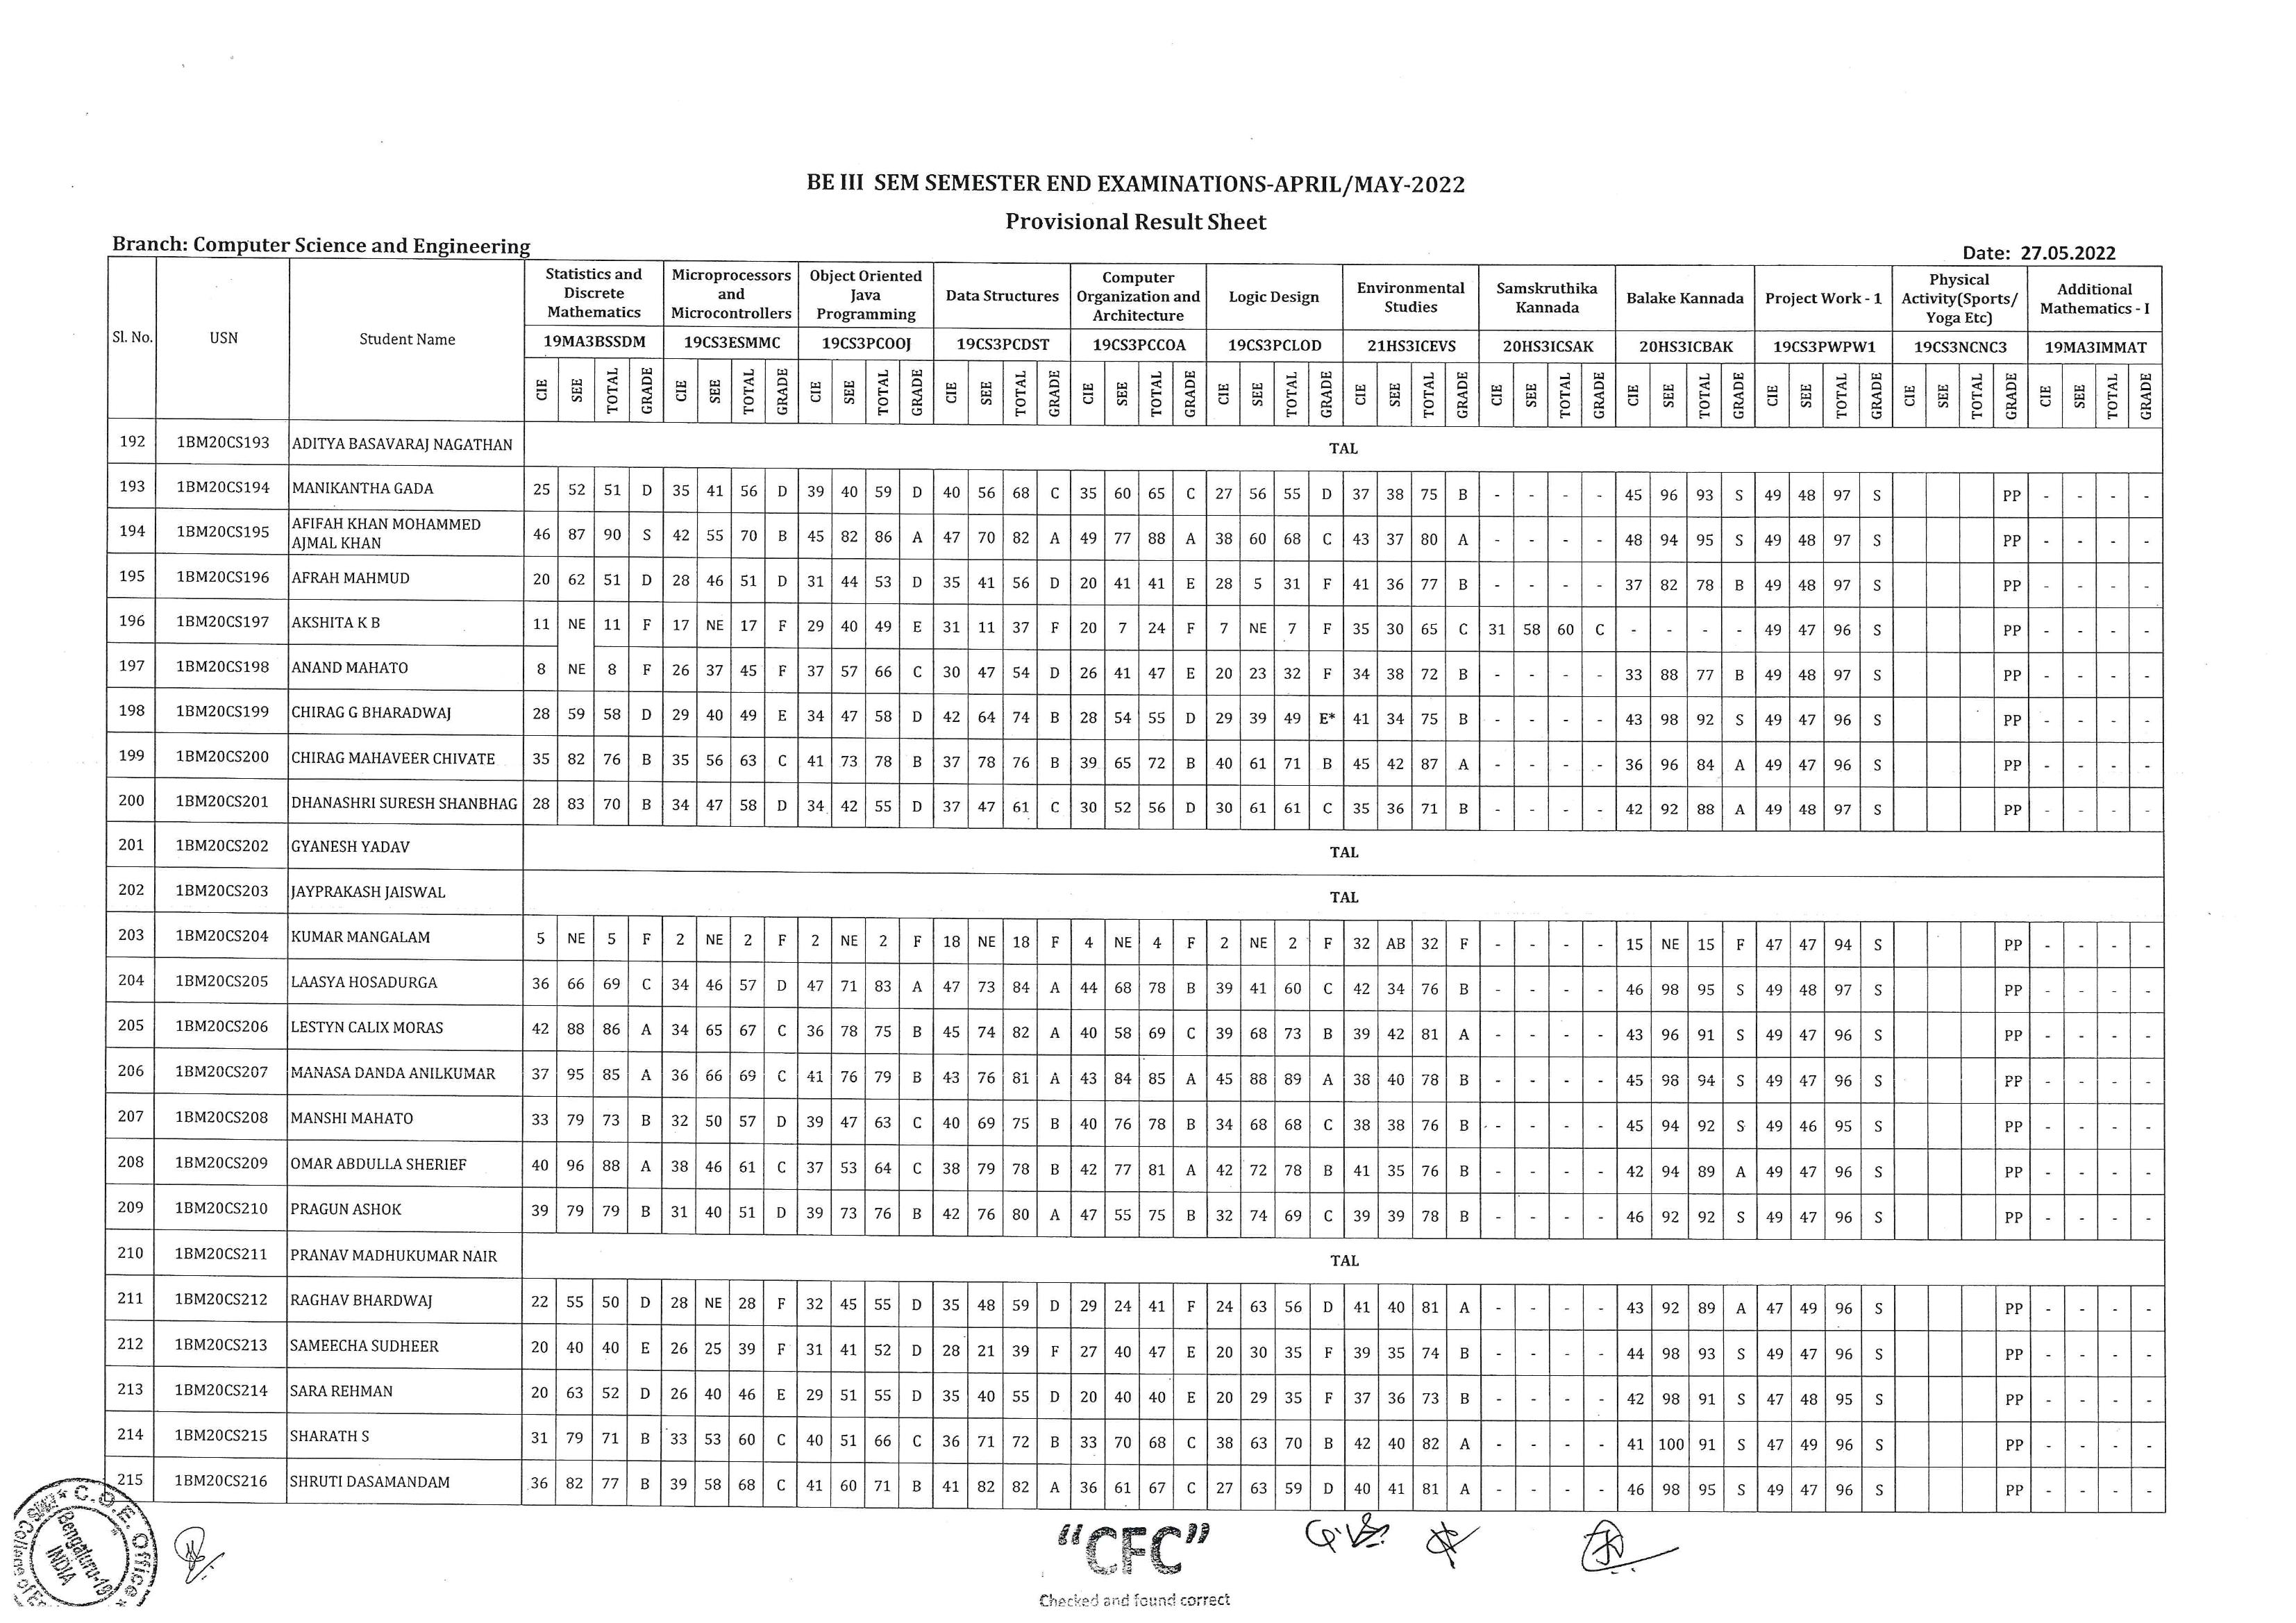 BE III SEM SEMESTER END EXAMINATIONS-APRIL/MAY-2022
Provisional Result Sheet
Branch: Computer Science and Engineering Date: 27.05.2022
Sl. No. USN Student Name Statistics and Discrete Mathematics Microprocessors and Microcontrollers Object Oriented Java Programming Data Structures Computer Organization and Architecture Logic Design Environmental Studies Samskruthika Kannada Balake Kannada Project Work - 1 Physical Activity(Sports/ Yoga Etc) Additional Mathematics - I
19MA3BSSDM 19CS3ESMMC 19CS3PCOOJ 19CS3PCDST 19CS3PCCOA 19CS3PCLOD 21HS3ICEVS 20HS3ICSAK 20HS3ICBAK 19CS3PWPW1 19CS3NCNC3 19MA3IMMAT
CIE SEE TOTAL GRADE CIE SEE TOTAL GRADE CIE SEE TOTAL GRADE CIE SEE TOTAL GRADE CIE SEE TOTAL GRADE CIE SEE TOTAL GRADE CIE SEE TOTAL GRADE CIE SEE TOTAL GRADE CIE SEE TOTAL GRADE CIE SEE TOTAL GRADE CIE SEE TOTAL GRADE CIE SEE TOTAL GRADE
192 1BM20CS193 ADITYA BASAVARAJ NAGATHAN TAL
193 1BM20CS194 MANIKANTHA GADA 25 52 51 D 35 41 56 D 39 40 59 D 40 56 68 C 35 60 65 C 27 56 55 D 37 38 75 B - - - - 45 96 93 S 49 48 97 S PP - - - -
194 1BM20CS195 AFIFAH KHAN MOHAMMED AJMAL KHAN 46 87 90 S 42 55 70 B 45 82 86 A 47 70 82 A 49 77 88 A 38 60 68 C 43 37 80 A - - - - 48 94 95 S 49 48 97 S PP - - - -
195 1BM20CS196 AFRAH MAHMUD 20 62 51 D 28 46 51 D 31 44 53 D 35 41 56 D 20 41 41 E 28 5 31 F 41 36 77 B - - - - 37 82 78 B 49 48 97 S PP - - - -
196 1BM20CS197 AKSHITA K B 11 NE 11 F 17 NE 17 F 29 40 49 E 31 11 37 F 20 7 24 F 7 NE 7 F 35 30 65 C 31 58 60 C - - - - 49 47 96 S PP - - - -
197 1BM20CS198 ANAND MAHATO 8 NE 8 F 26 37 45 F 37 57 66 C 30 47 54 D 26 41 47 E 20 23 32 F 34 38 72 B - - - - 33 88 77 B 49 48 97 S PP - - - -
198 1BM20CS199 CHIRAG G BHARADWAJ 28 59 58 D 29 40 49 E 34 47 58 D 42 64 74 B 28 54 55 D 29 39 49 E* 41 34 75 B - - - - 43 98 92 S 49 47 96 S PP - - - -
199 1BM20CS200 CHIRAG MAHAVEER CHIVATE 35 82 76 B 35 56 63 C 41 73 78 B 37 78 76 B 39 65 72 B 40 61 71 B 45 42 87 A - - - - 36 96 84 A 49 47 96 S PP - - - -
200 1BM20CS201 DHANASHRI SURESH SHANBHAG 28 83 70 B 34 47 58 D 34 42 55 D 37 47 61 C 30 52 56 D 30 61 61 C 35 36 71 B - - - - 42 92 88 A 49 48 97 S PP - - - -
201 1BM20CS202 GYANESH YADAV TAL
202 1BM20CS203 JAYPRAKASH JAISWAL TAL
203 1BM20CS204 KUMAR MANGALAM 5 NE 5 F 2 NE 2 F 2 NE 2 F 18 NE 18 F 4 NE 4 F 2 NE 2 F 32 AB 32 F - - - - 15 NE 15 F 47 47 94 S PP - - - -
204 1BM20CS205 LAASYA HOSADURGA 36 66 69 C 34 46 57 D 47 71 83 A 47 73 84 A 44 68 78 B 39 41 60 C 42 34 76 B - - - - 46 98 95 S 49 48 97 S PP - - - -
205 1BM20CS206 LESTYN CALIX MORAS 42 88 86 A 34 65 67 C 36 78 75 B 45 74 82 A 40 58 69 C 39 68 73 B 39 42 81 A - - - - 43 96 91 S 49 47 96 S PP - - - -
206 1BM20CS207 MANASA DANDA ANILKUMAR 37 95 85 A 36 66 69 C 41 76 79 B 43 76 81 A 43 84 85 A 45 88 89 A 38 40 78 B - - - - 45 98 94 S 49 47 96 S PP - - - -
207 1BM20CS208 MANSHI MAHATO 33 79 73 B 32 50 57 D 39 47 63 C 40 69 75 B 40 76 78 B 34 68 68 C 38 38 76 B - - - - 45 94 92 S 49 46 95 S PP - - - -
208 1BM20CS209 OMAR ABDULLA SHERIEF 40 96 88 A 38 46 61 C 37 53 64 C 38 79 78 B 42 77 81 A 42 72 78 B 41 35 76 B - - - - 42 94 89 A 49 47 96 S PP - - - -
209 1BM20CS210 PRAGUN ASHOK 39 79 79 B 31 40 51 D 39 73 76 B 42 76 80 A 47 55 75 B 32 74 69 C 39 39 78 B - - - - 46 92 92 S 49 47 96 S PP - - - -
210 1BM20CS211 PRANAV MADHUKUMAR NAIR TAL
211 1BM20CS212 RAGHAV BHARDWAJ 22 55 50 D 28 NE 28 F 32 45 55 D 35 48 59 D 29 24 41 F 24 63 56 D 41 40 81 A - - - - 43 92 89 A 47 49 96 S PP - - - -
212 1BM20CS213 SAMEECHA SUDHEER 20 40 40 E 26 25 39 F 31 41 52 D 28 21 39 F 27 40 47 E 20 30 35 F 39 35 74 B - - - - 44 98 93 S 49 47 96 S PP - - - -
213 1BM20CS214 SARA REHMAN 20 63 52 D 26 40 46 E 29 51 55 D 35 40 55 D 20 40 40 E 20 29 35 F 37 36 73 B - - - - 42 98 91 S 47 48 95 S PP - - - -
214 1BM20CS215 SHARATH S 31 79 71 B 33 53 60 C 40 51 66 C 36 71 72 B 33 70 68 C 38 63 70 B 42 40 82 A - - - - 41 100 91 S 47 49 96 S PP - - - -
215 1BM20CS216 SHRUTI DASAMANDAM 36 82 77 B 39 58 68 C 41 60 71 B 41 82 82 A 36 61 67 C 27 63 59 D 40 41 81 A - - - - 46 98 95 S 49 47 96 S PP - - - -
C.O.E. Office
Bengaluru-19
INDIA
"CFC"
Checked and found correct